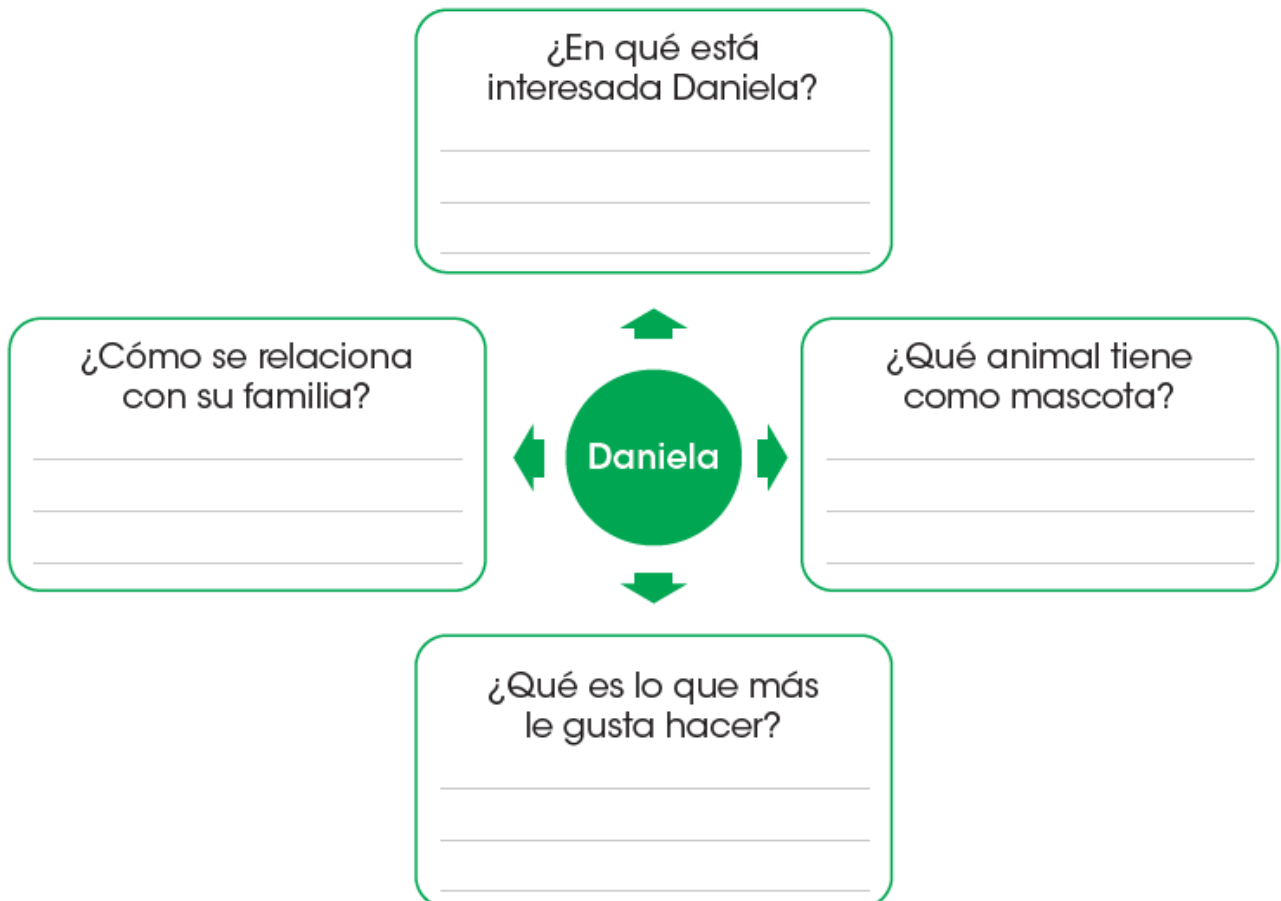 ¿En qué está
interesada Daniela?
¿Cómo se relaciona
con su familia?
Daniela
¿Qué animal tiene
como mascota?
¿Qué es lo que más
le gusta hacer?